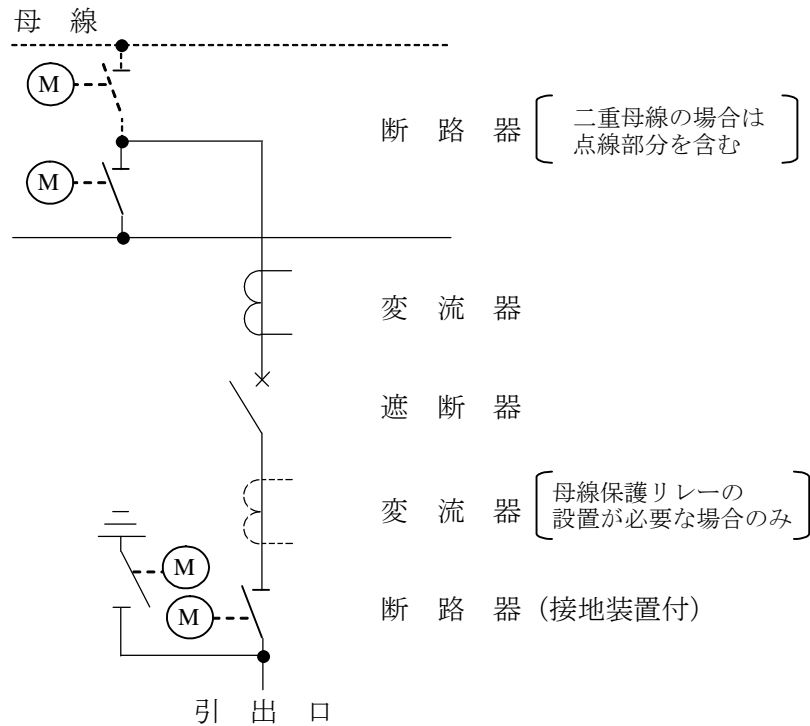 母 線
M
断 路 器
二重母線の場合は
点線部分を含む
M
変 流 器
遮 断 器
変 流 器
母線保護リレーの
設置が必要な場合のみ
M
M
断 路 器 (接地装置付)
引 出 口